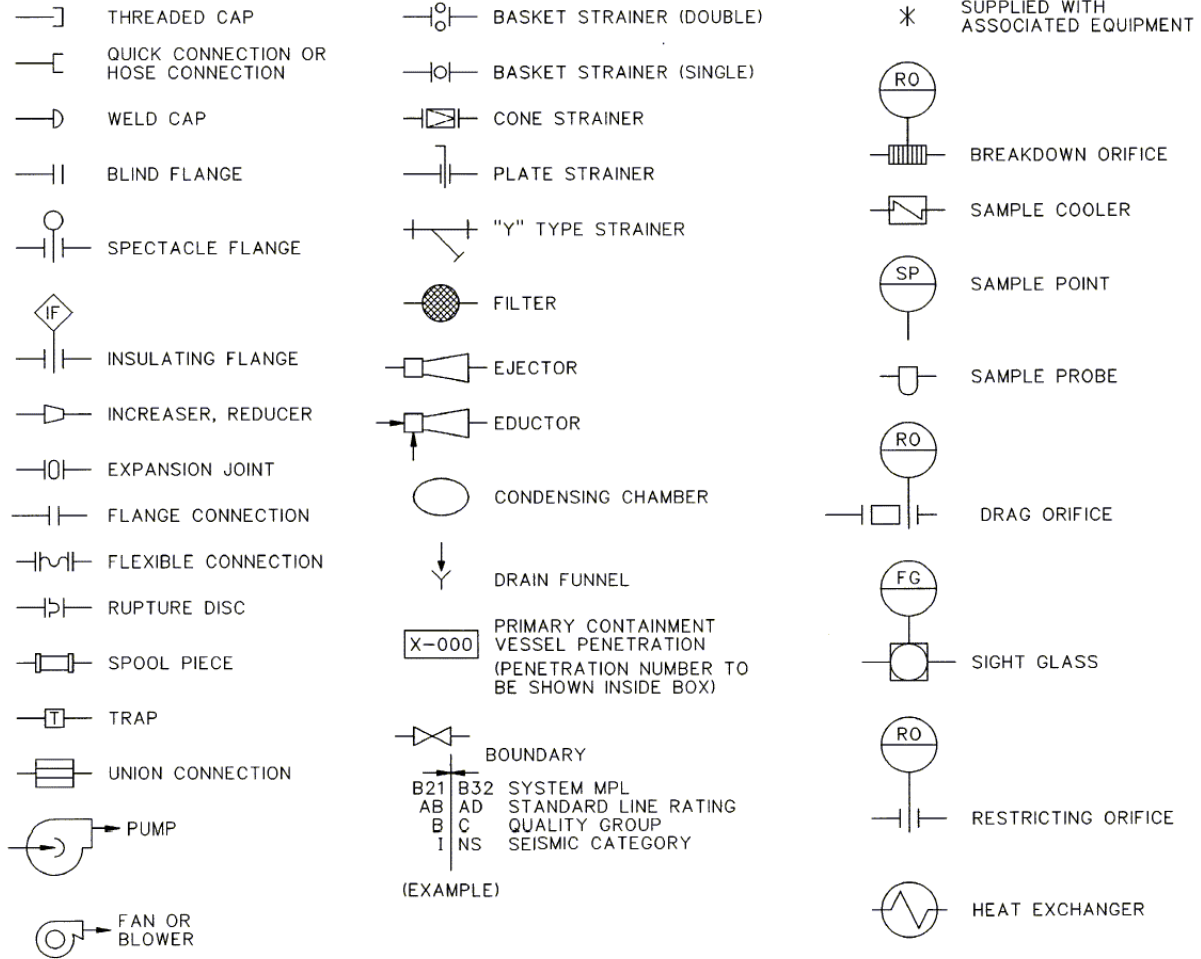 THREADED CAP
QUICK CONNECTION OR
HOSE CONNECTION
WELD CAP
BLIND FLANGE
SPECTACLE FLANGE
IF
INSULATING FLANGE
INCREASER, REDUCER
EXPANSION JOINT
FLANGE CONNECTION
FLEXIBLE CONNECTION
RUPTURE DISC
SPOOL PIECE
T TRAP
UNION CONNECTION
PUMP
FAN OR
BLOWER
BASKET STRAINER (DOUBLE)
BASKET STRAINER (SINGLE)
CONE STRAINER
PLATE STRAINER
"Y" TYPE STRAINER
FILTER
EJECTOR
EDUCTOR
CONDENSING CHAMBER
DRAIN FUNNEL
PRIMARY CONTAINMENT
X-000 VESSEL PENETRATION
(PENETRATION NUMBER TO
BE SHOWN INSIDE BOX)
BOUNDARY
B21 B32 SYSTEM MPL
AB AD STANDARD LINE RATING
B C QUALITY GROUP
I NS SEISMIC CATEGORY
(EXAMPLE)
SUPPLIED WITH
ASSOCIATED EQUIPMENT
RO
BREAKDOWN ORIFICE
SAMPLE COOLER
SP
SAMPLE POINT
SAMPLE PROBE
RO
DRAG ORIFICE
FG
SIGHT GLASS
RO
RESTRICTING ORIFICE
HEAT EXCHANGER